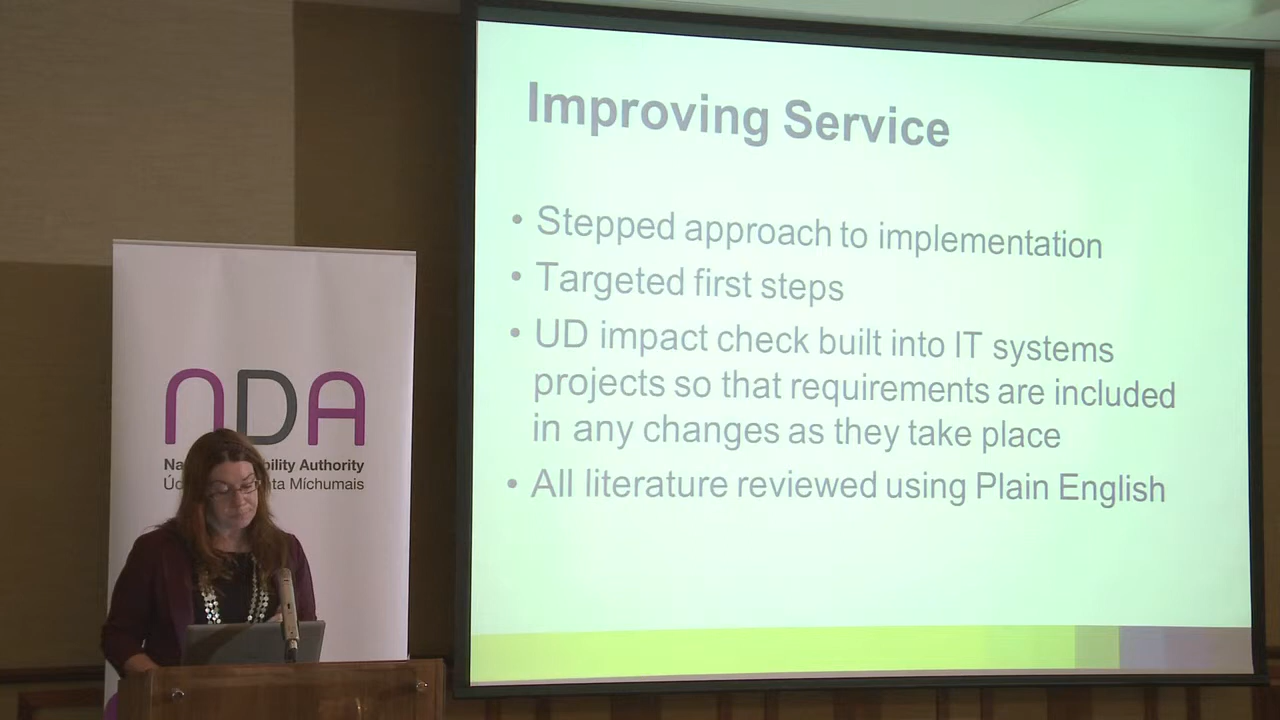 Improving Service
• Stepped approach to implementation
• Targeted first steps
• UD impact check built into IT systems
projects so that requirements are included
in any changes as they take place
• All literature reviewed using Plain English
NDA
Authority
Míchumais